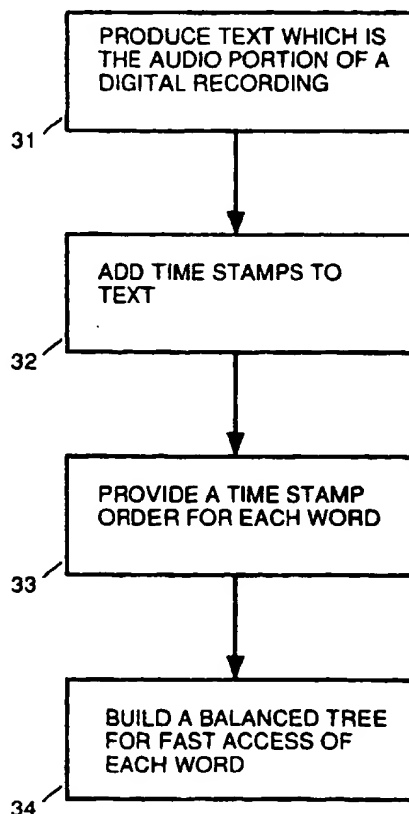 PRODUCE TEXT WHICH IS
THE AUDIO PORTION OF A
DIGITAL RECORDING
31
ADD TIME STAMPS TO
TEXT
32
PROVIDE A TIME STAMP
ORDER FOR EACH WORD
33
BUILD A BALANCED TREE
FOR FAST ACCESS OF
EACH WORD
34